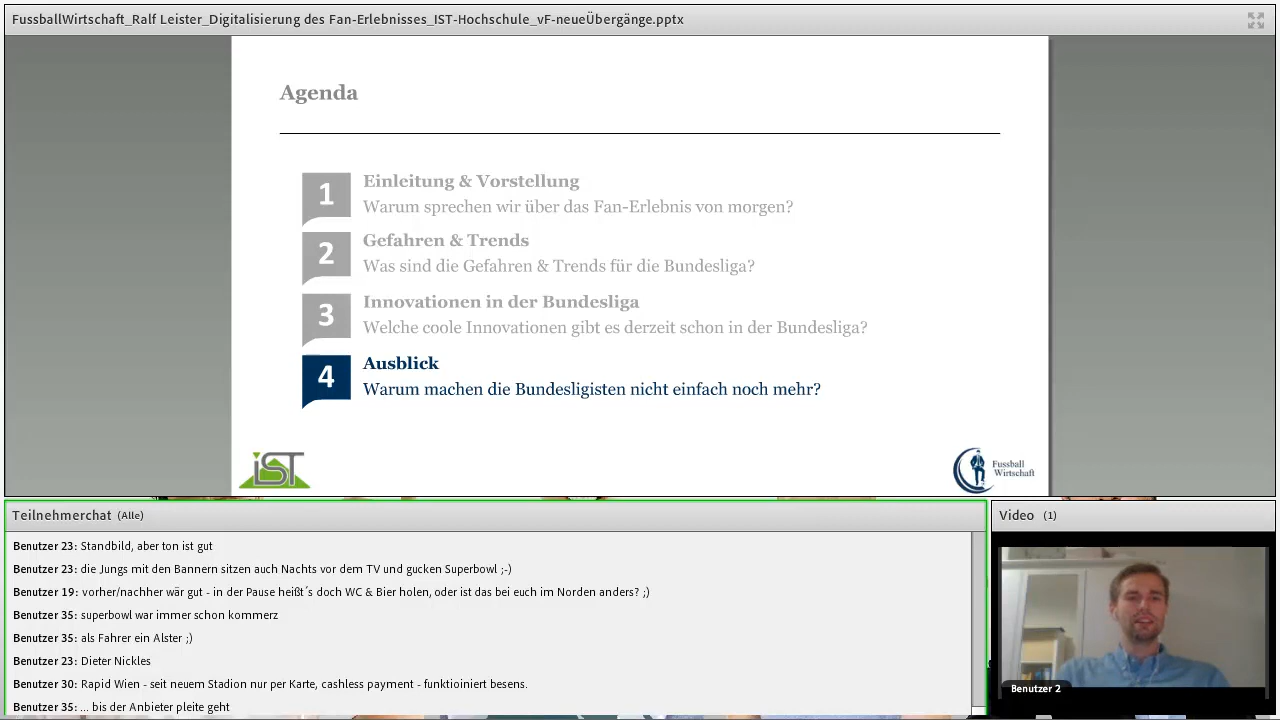 FussballWirtschaft_Ralf Leister_Digitalisierung des Fan-Erlebnisses_IST-Hochschule_vF-neueÜbergänge.pptx
Agenda
1
Einleitung & Vorstellung
Warum sprechen wir über das Fan-Erlebnis von morgen?
2
Gefahren & Trends
Was sind die Gefahren & Trends für die Bundesliga?
3
Innovationen in der Bundesliga
Welche coole Innovationen gibt es derzeit schon in der Bundesliga?
4
Ausblick
Warum machen die Bundesligisten nicht einfach noch mehr?
iST
Fussball
Wirtschaft
Teilnehmerchat (Alle)
Benutzer 23: Standbild, aber ton ist gut
Benutzer 23: die Jungs mit den Bannern sitzen auch Nachts vor dem TV und gucken Superbowl ;-)
Benutzer 19: vorher/nachher wär gut - in der Pause heißt´s doch WC & Bier holen, oder ist das bei euch im Norden anders? ;)
Benutzer 35: superbowl war immer schon kommerz
Benutzer 35: als Fahrer ein Alster ;)
Benutzer 23: Dieter Nickles
Benutzer 30: Rapid Wien - seit neuem Stadion nur per Karte, cashless payment - funktioiniert besens.
Benutzer 35: ... bis der Anbieter pleite geht
Video (1)
Benutzer 2